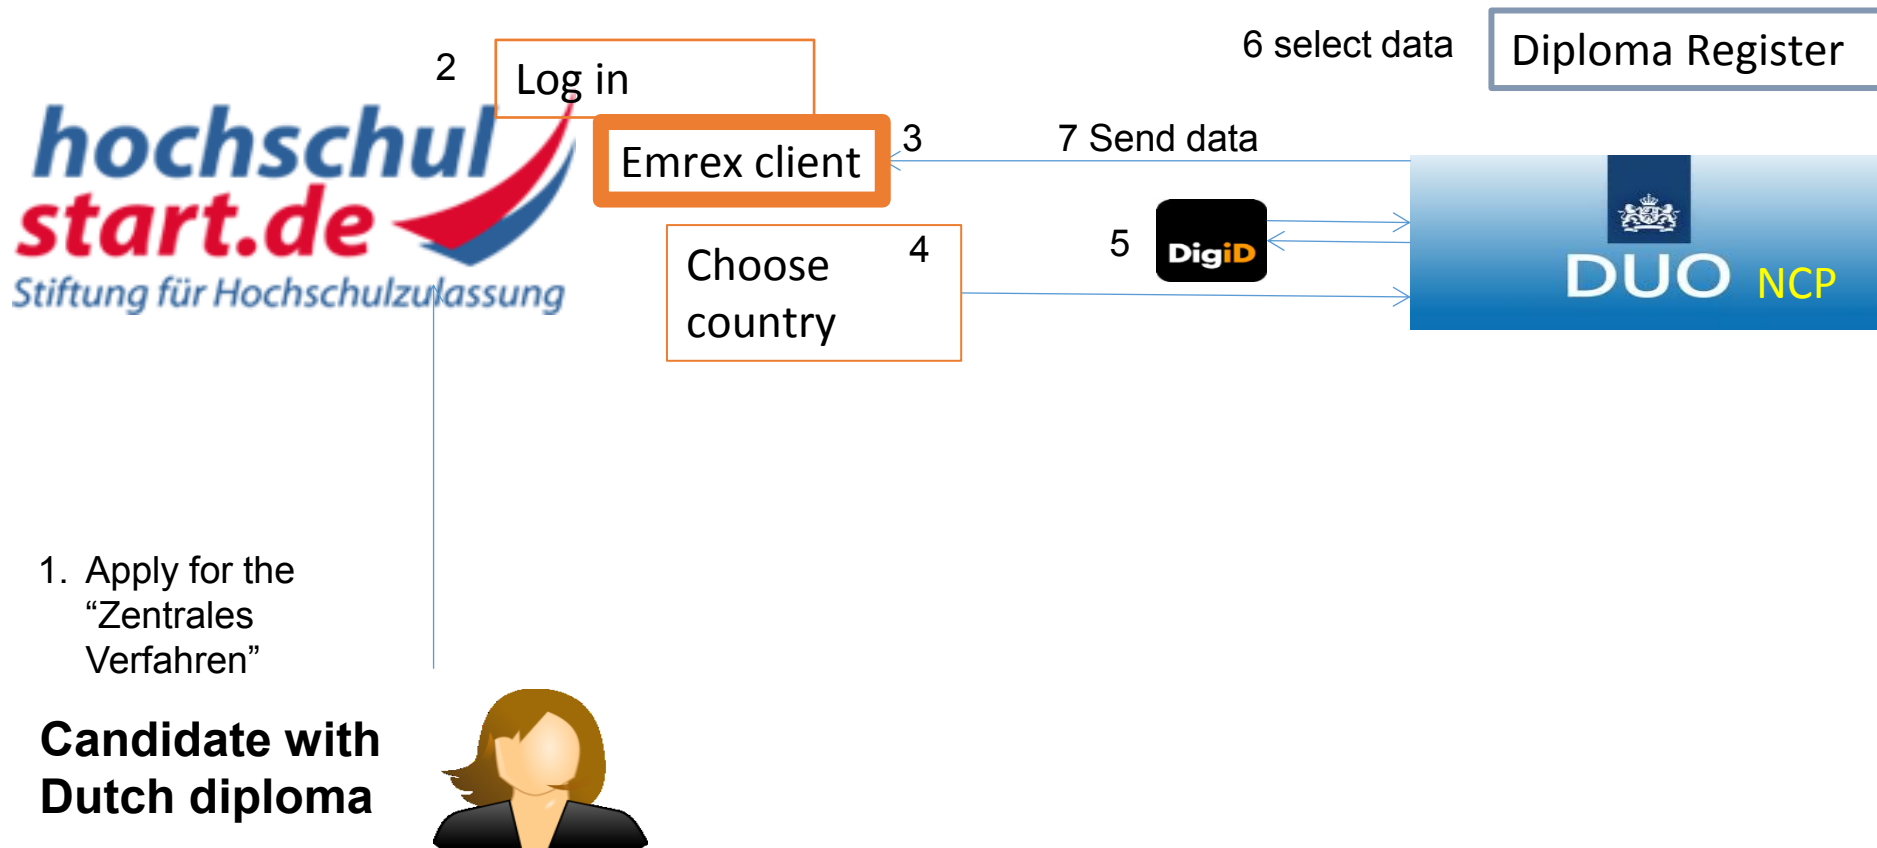 6 select data
Diploma Register
2
Log in
hochschul
start.de
Stiftung für Hochschulzulassung
Emrex client
3
7 Send data
Choose
country
4
5
DigiD
DUO
NCP
1. Apply for the
“Zentrales
Verfahren”
Candidate with
Dutch diploma